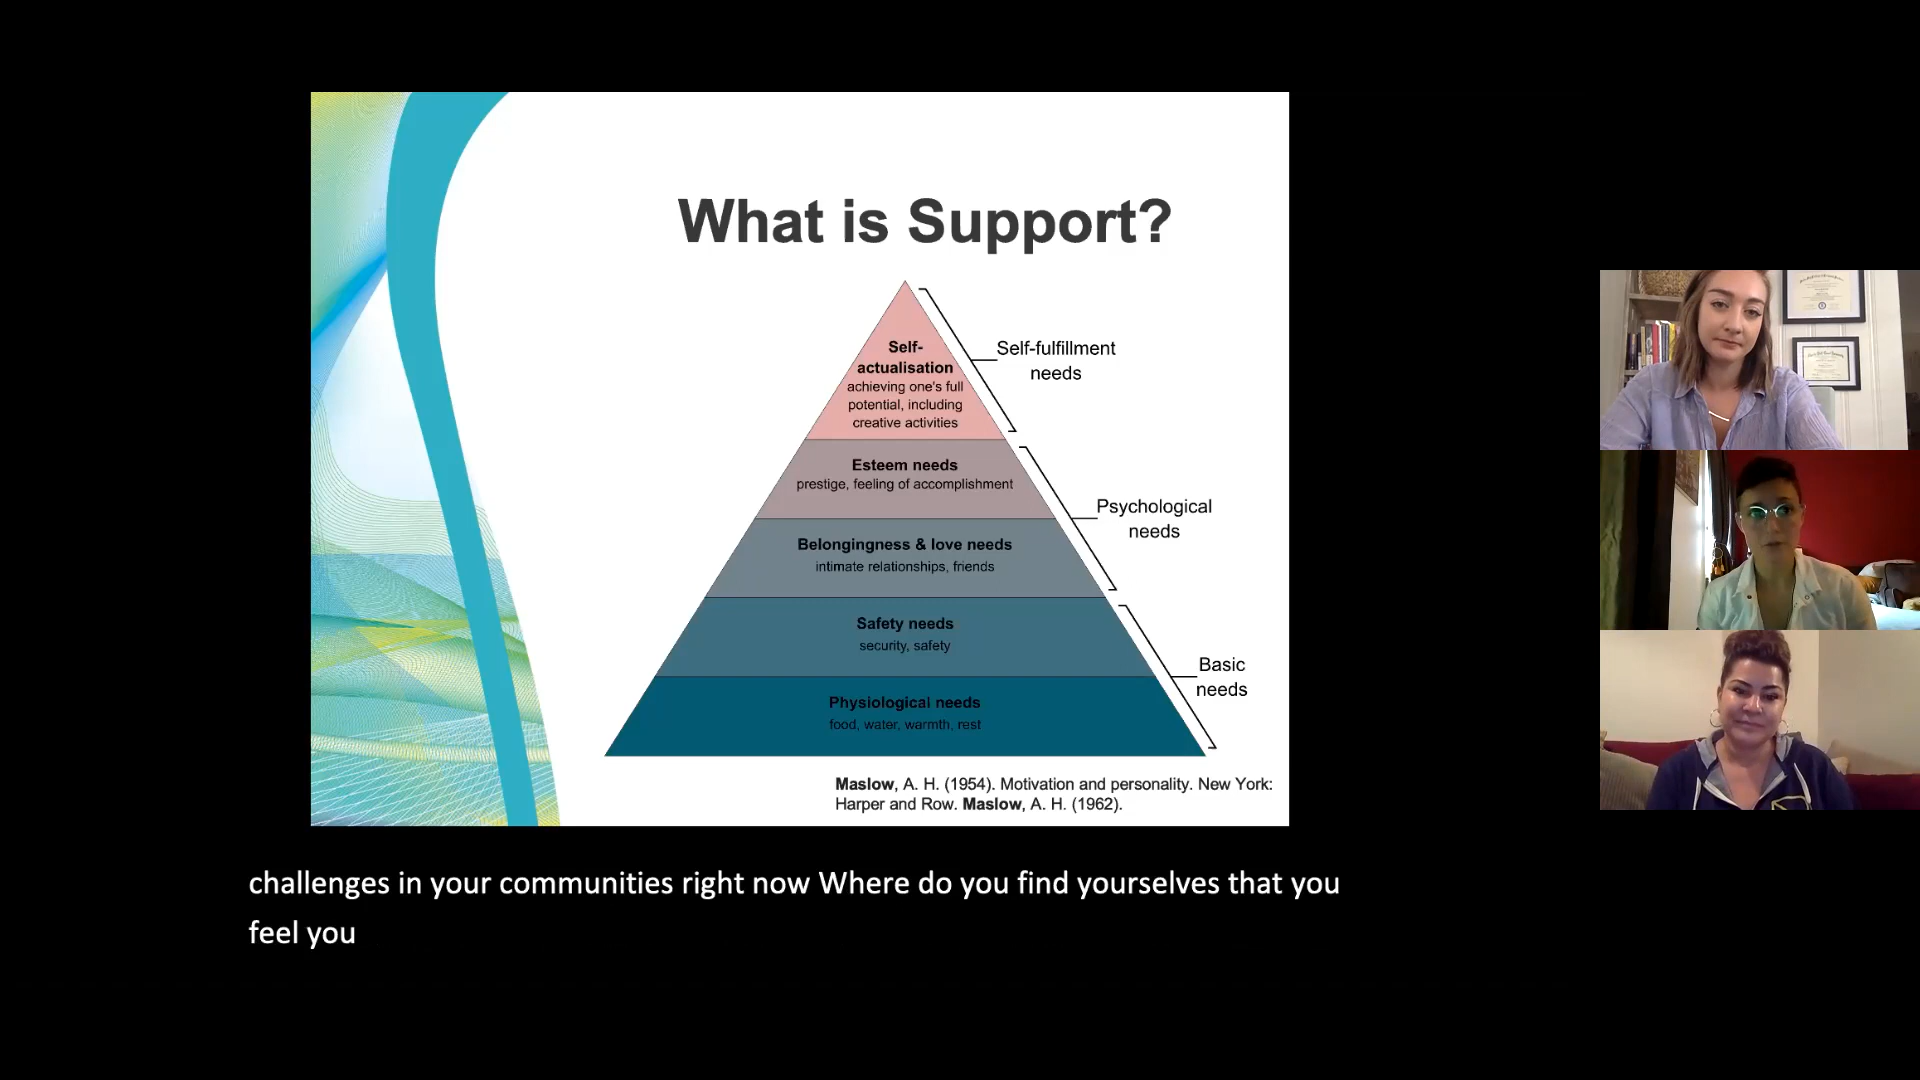 What is Support?
Self-
actualisation
achieving one's full
potential, including
creative activities
Self-fulfillment
needs
Esteem needs
prestige, feeling of accomplishment
Psychological
needs
Belongingness & love needs
intimate relationships, friends
Safety needs
security, safety
Basic
needs
Physiological needs
food, water, warmth, rest
Maslow, A. H. (1954). Motivation and personality. New York:
Harper and Row. Maslow, A. H. (1962).
challenges in your communities right now Where do you find yourselves that you
feel you